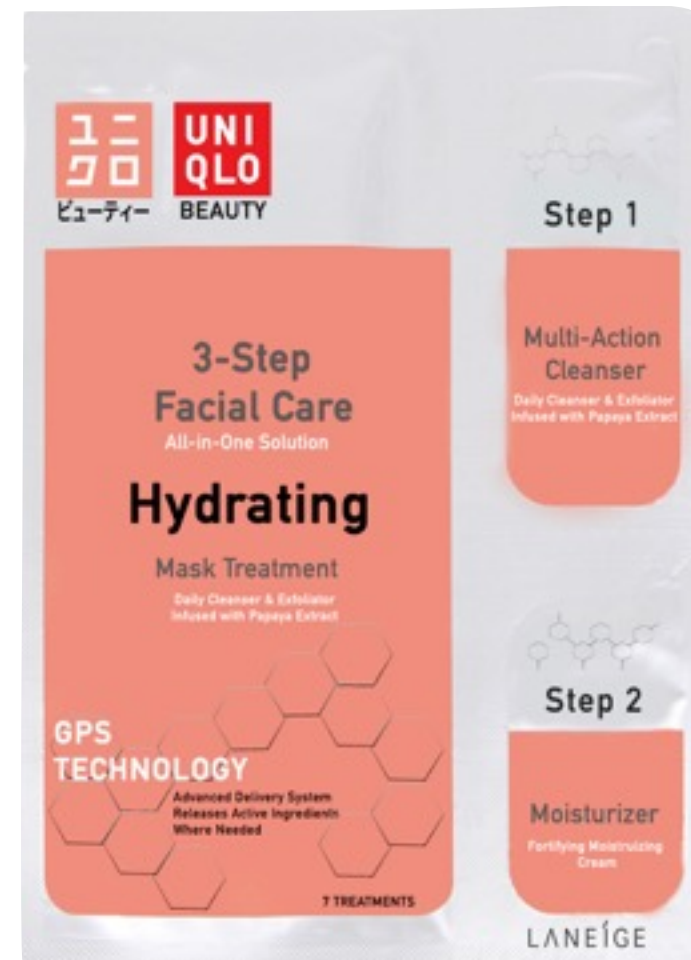 ユニ
クロ
ビューティー
UNI
QLO
BEAUTY
3-Step
Facial Care
All-in-One Solution
Hydrating
Mask Treatment
Daily Cleanser & Exfoliator
Infused with Papaya Extract
GPS
TECHNOLOGY
Advanced Delivery System
Releases Active Ingredients
Where Needed
7 TREATMENTS
Step 1
Multi-Action
Cleanser
Daily Cleanser & Exfoliator
Infused with Papaya Extract
Step 2
Moisturizer
Fortifying Moistruizing
Cream
LANEÍGE